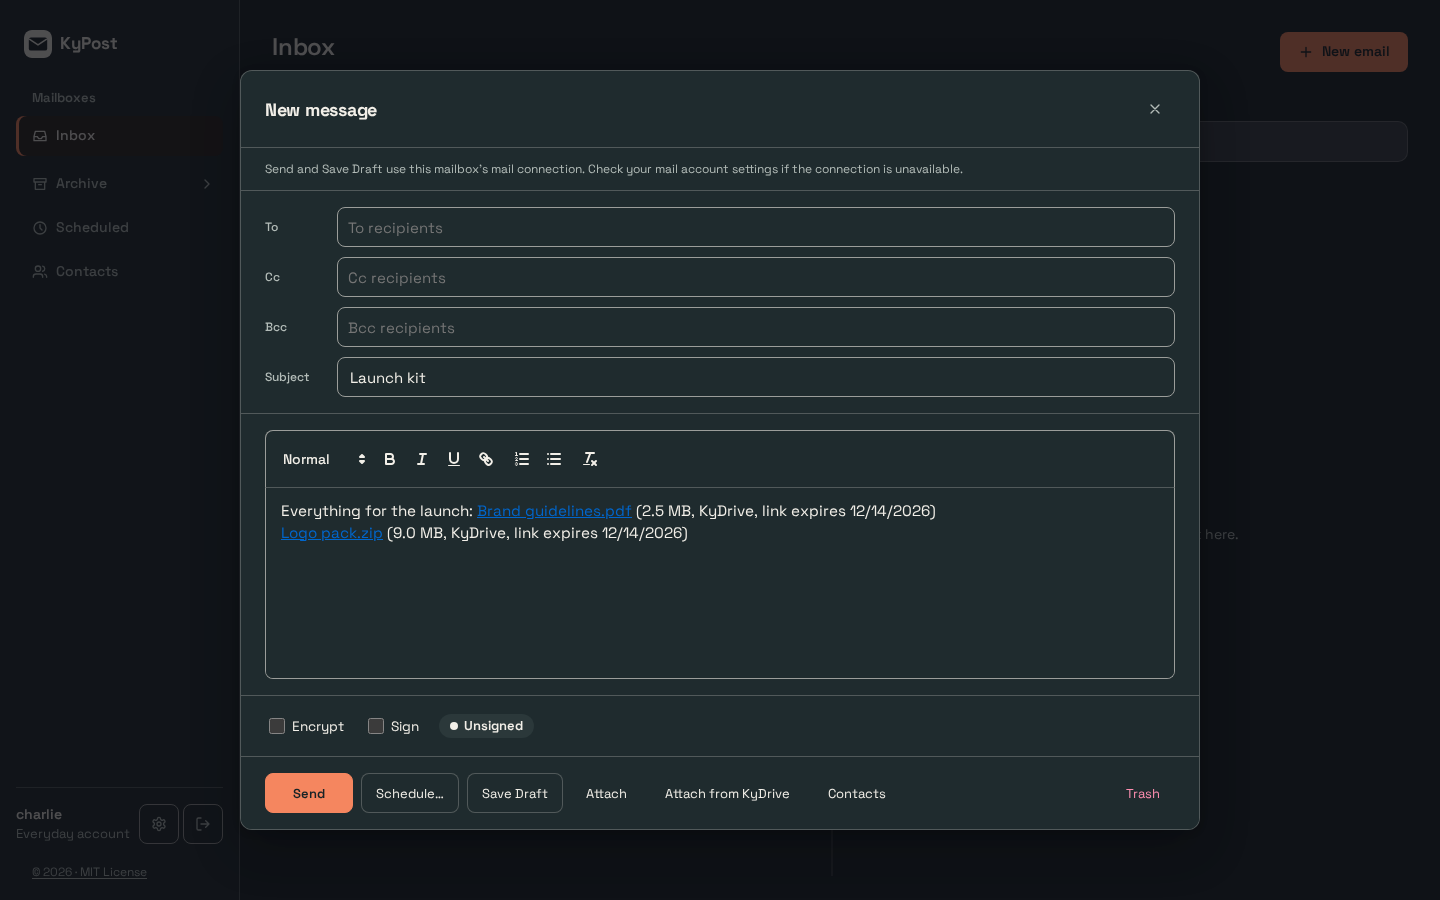 KyPost
Inbox
New email
Mailboxes
Inbox
Archive
Scheduled
Contacts
New message
Send and Save Draft use this mailbox's mail connection. Check your mail account settings if the connection is unavailable.
To
To recipients
Cc
Cc recipients
Bcc
Bcc recipients
Subject
Launch kit
Normal
Everything for the launch: Brand guidelines.pdf (2.5 MB, KyDrive, link expires 12/14/2026)
Logo pack.zip (9.0 MB, KyDrive, link expires 12/14/2026)
here.
Encrypt
Sign
Unsigned
Send
Schedule...
Save Draft
Attach
Attach from KyDrive
Contacts
Trash
charlie
Everyday account
© 2026 · MIT License